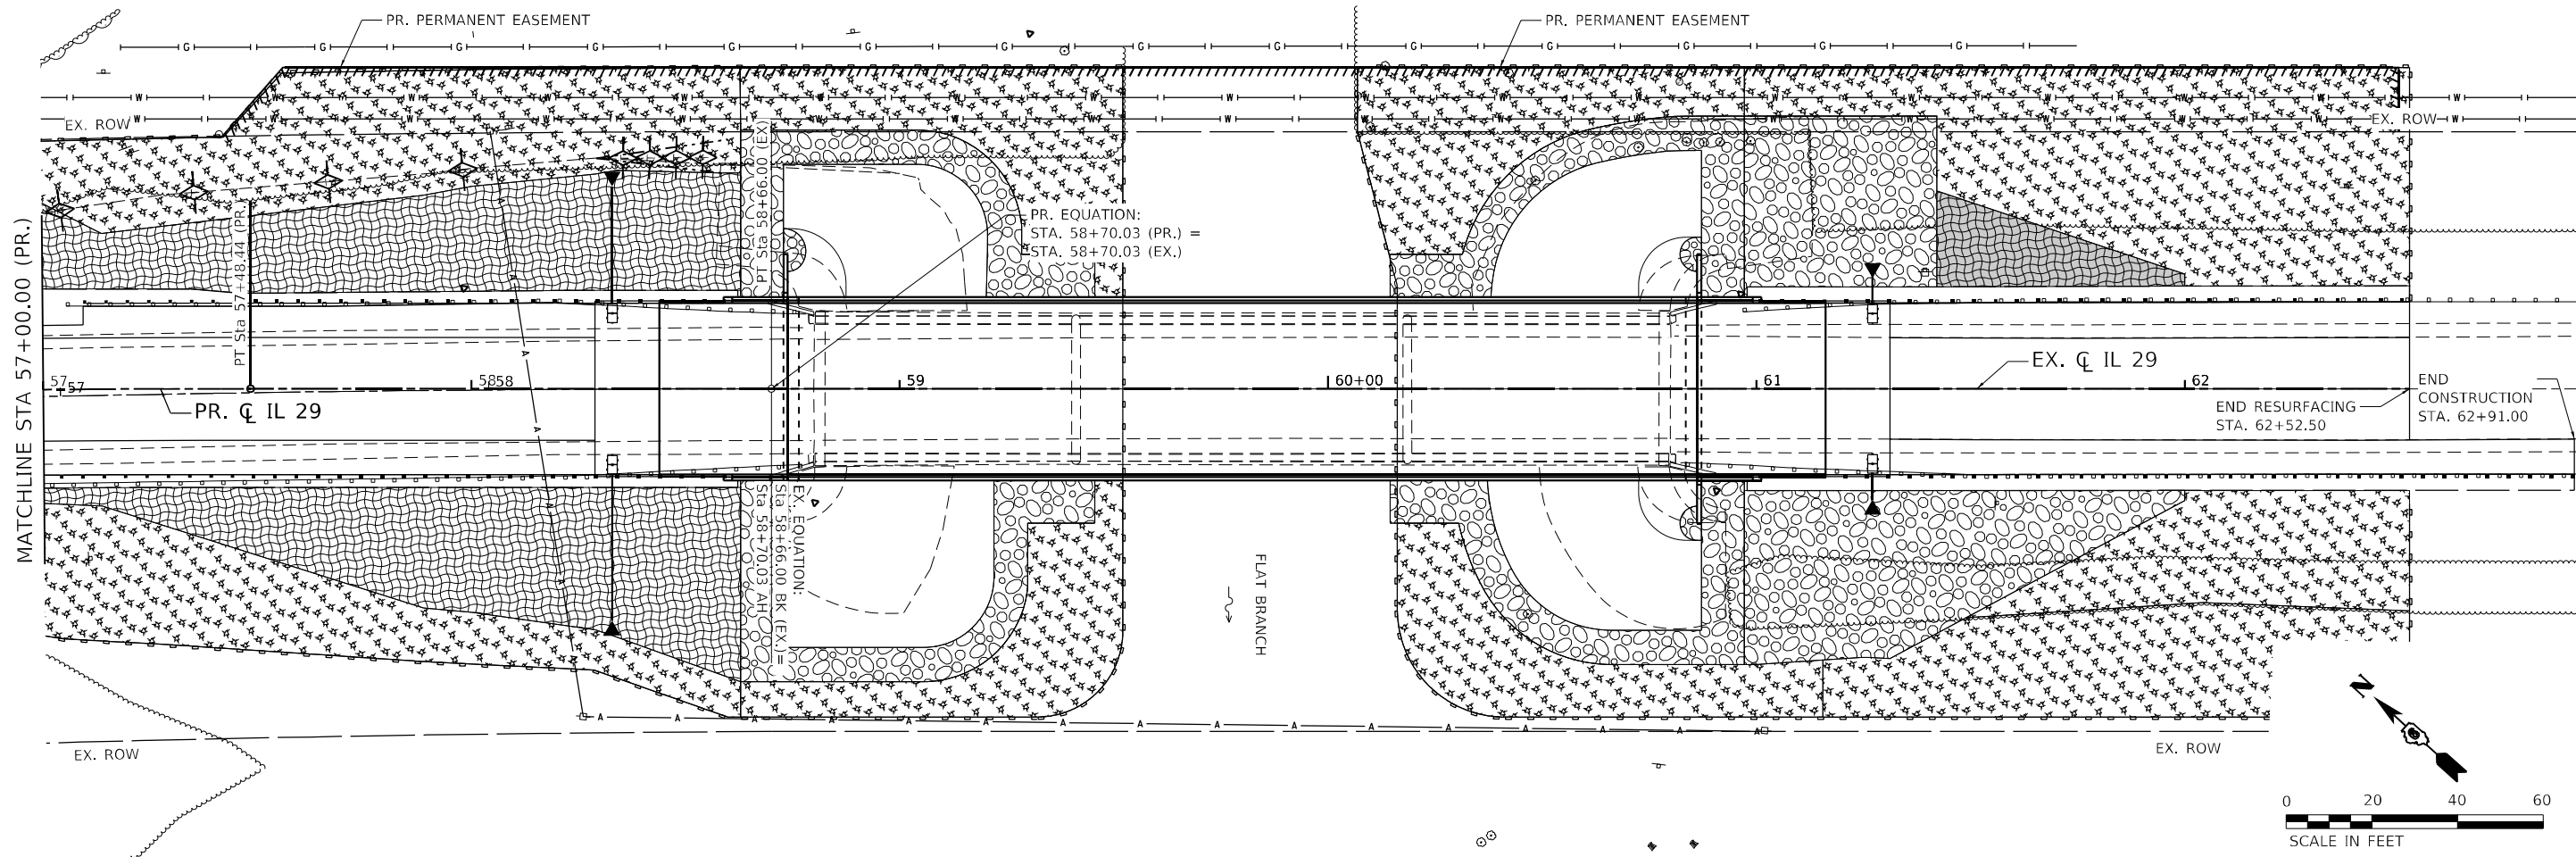 PR. PERMANENT EASEMENT
PR. PERMANENT EASEMENT
G G G G G G G G G G G G G G
W W W W W W W W W W W W W W W W W W
EX. ROW
W W W W W W W W W W W W W W W W W W
EX. ROW
MATCHLINE STA 57+00.00 (PR.)
PT Sta 57+48.44 (PR.)
PT Sta 58+66.00 (EX)
PR. EQUATION:
STA. 58+70.03 (PR.) =
STA. 58+70.03 (EX.)
57 57
58 58
59
60+00
61
62
PR. ℄ IL 29
EX. ℄ IL 29
END RESURFACING
STA. 62+52.50
END
CONSTRUCTION
STA. 62+91.00
EX. EQUATION:
Sta 58+66.00 BK (EX.) =
Sta 58+70.03 AH
FLAT BRANCH
A A A A A A A A A A A A A A A A
EX. ROW
EX. ROW
N
0 20 40 60
SCALE IN FEET